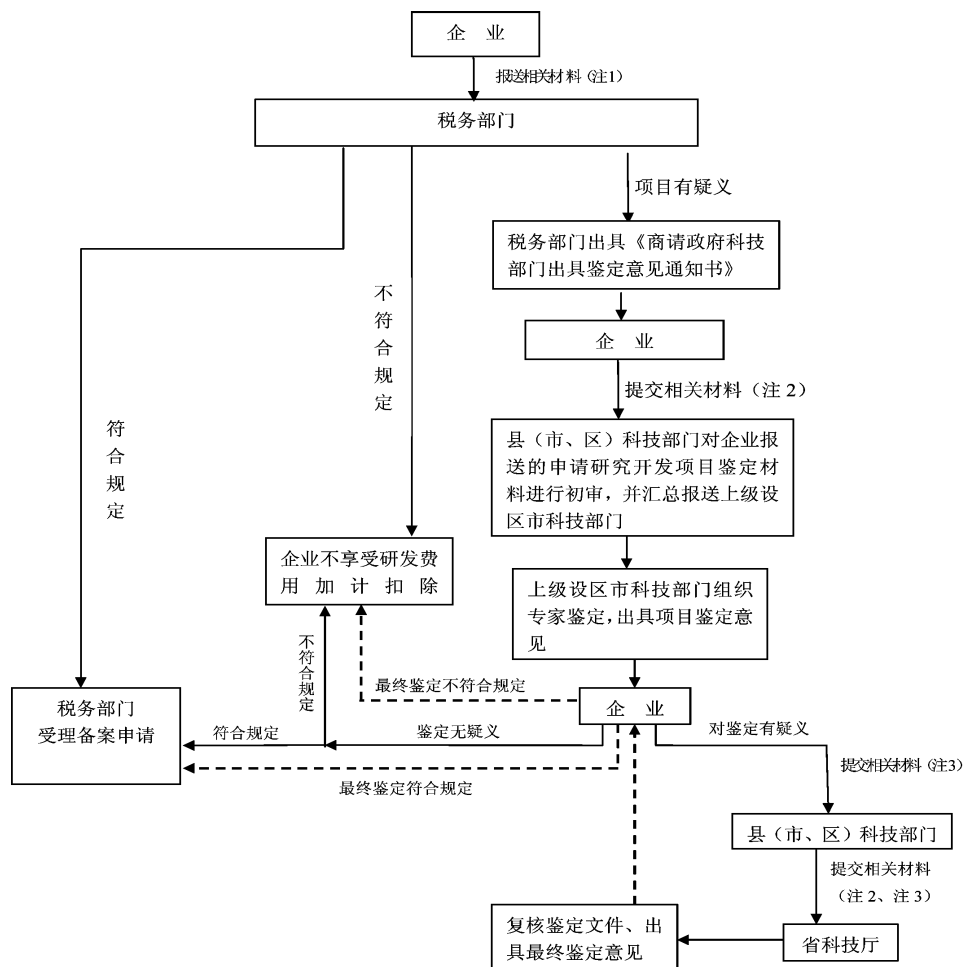 企 业
报送相关材料（注1）
税务部门
项目有疑义
税务部门出具《商请政府科技
部门出具鉴定意见通知书》
企 业
提交相关材料（注 2）
县（市、区）科技部门对企业报
送的申请研究开发项目鉴定材
料进行初审，并汇总报送上级设
区市科技部门
不符合规定
符合规定
企业不享受研发费
用加计扣除
上级设区市科技部门组织
专家鉴定，出具项目鉴定意
见
不符合规定
最终鉴定不符合规定
企 业
税务部门
受理备案申请
符合规定
鉴定无疑义
对鉴定有疑义
最终鉴定符合规定
提交相关材料（注3）
县（市、区）科技部门
提交相关材料
（注 2、注 3）
复核鉴定文件、出
具最终鉴定意见
省科技厅